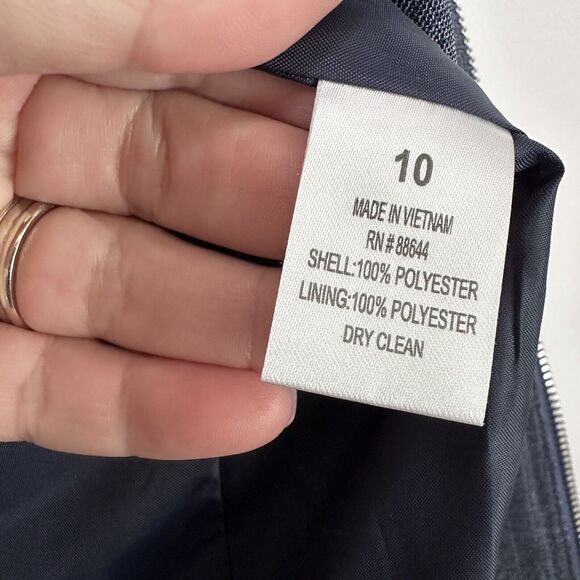 10
MADE IN VIETNAM
RN # 88644
SHELL:100% POLYESTER
LINING:100% POLYESTER
DRY CLEAN